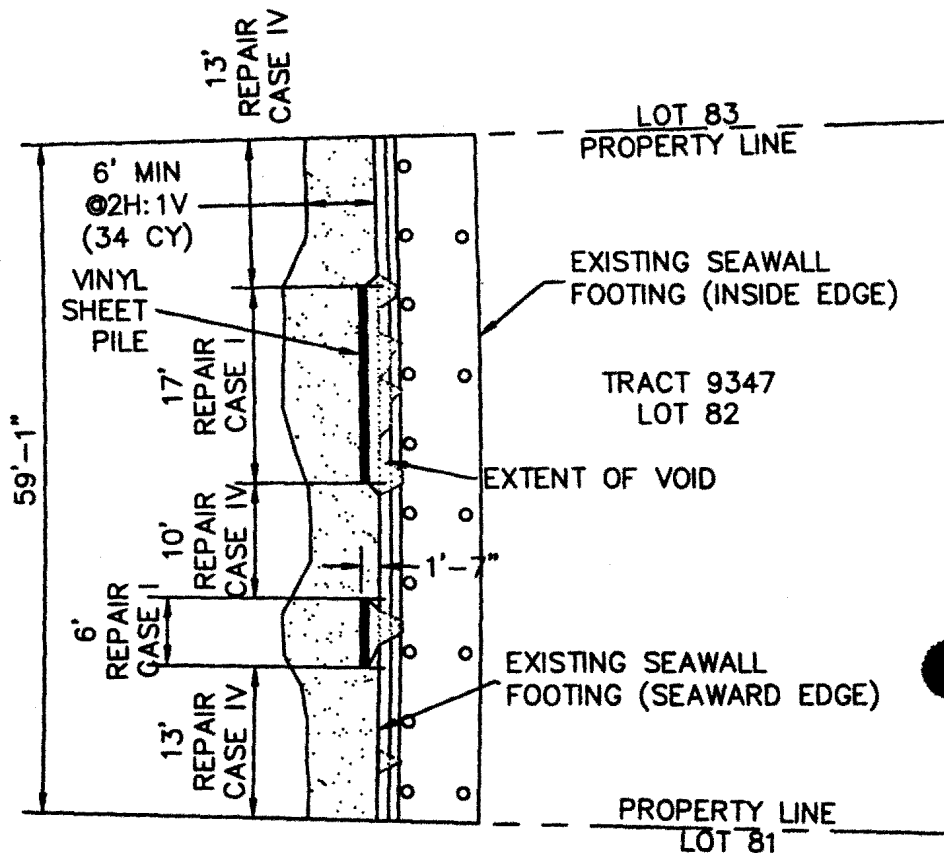 13'
REPAIR
CASE IV
LOT 83
PROPERTY LINE
6' MIN
@2H:1V
(34 CY)
VINYL
SHEET
PILE
EXISTING SEAWALL
FOOTING (INSIDE EDGE)
17'
REPAIR
CASE I
TRACT 9347
LOT 82
59'-1"
EXTENT OF VOID
10'
REPAIR
CASE IV
1'-7"
6'
REPAIR
CASE I
EXISTING SEAWALL
FOOTING (SEAWARD EDGE)
13'
REPAIR
CASE IV
PROPERTY LINE
LOT 81